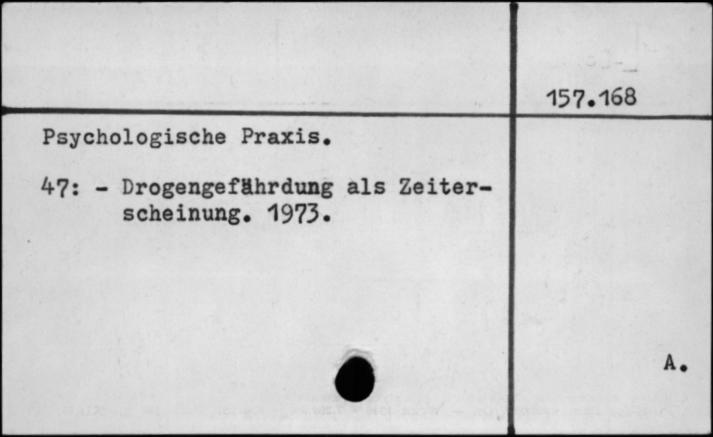 157.168
Psychologische Praxis.
47: - Drogengefährdung als Zeiter-
scheinung. 1973.
A.